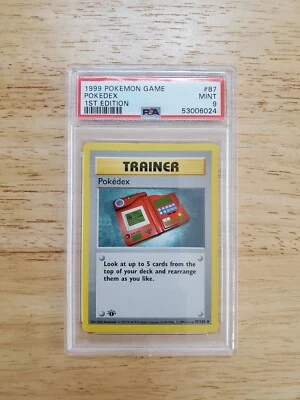 1999 POKEMON GAME #87
POKEDEX MINT
1ST EDITION 9
PSA 53006024
TRAINER
Pokédex
Look at up to 5 cards from the
top of your deck and rearrange
them as you like.